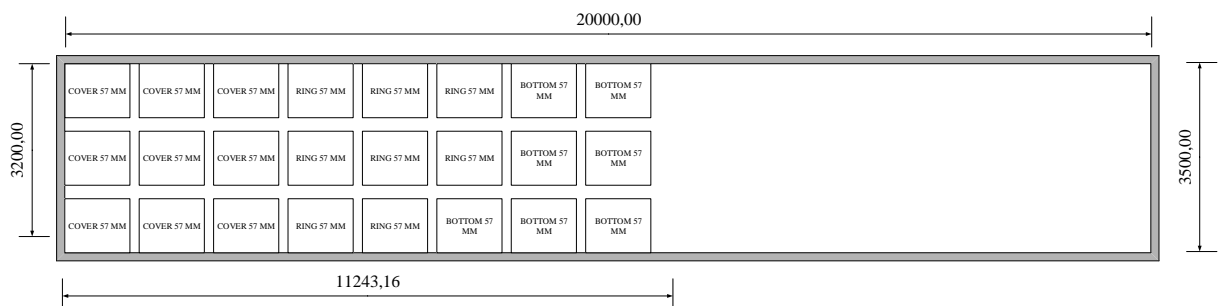 20000,00
COVER 57 MM COVER 57 MM COVER 57 MM RING 57 MM RING 57 MM RING 57 MM BOTTOM 57 BOTTOM 57
MM MM
3200,00
COVER 57 MM COVER 57 MM COVER 57 MM RING 57 MM RING 57 MM RING 57 MM BOTTOM 57 BOTTOM 57
MM MM
3500,00
COVER 57 MM COVER 57 MM COVER 57 MM RING 57 MM RING 57 MM BOTTOM 57 BOTTOM 57 BOTTOM 57
MM MM MM
11243,16